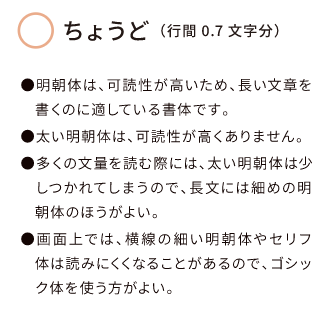 ちょうど（行間 0.7 文字分）
●明朝体は、可読性が高いため、長い文章を
書くのに適している書体です。
●太い明朝体は、可読性が高くありません。
●多くの文量を読む際には、太い明朝体は少
しつかれてしまうので、長文には細めの明
朝体のほうがよい。
●画面上では、横線の細い明朝体やセリフ
体は読みにくくなることがあるので、ゴシッ
ク体を使う方がよい。